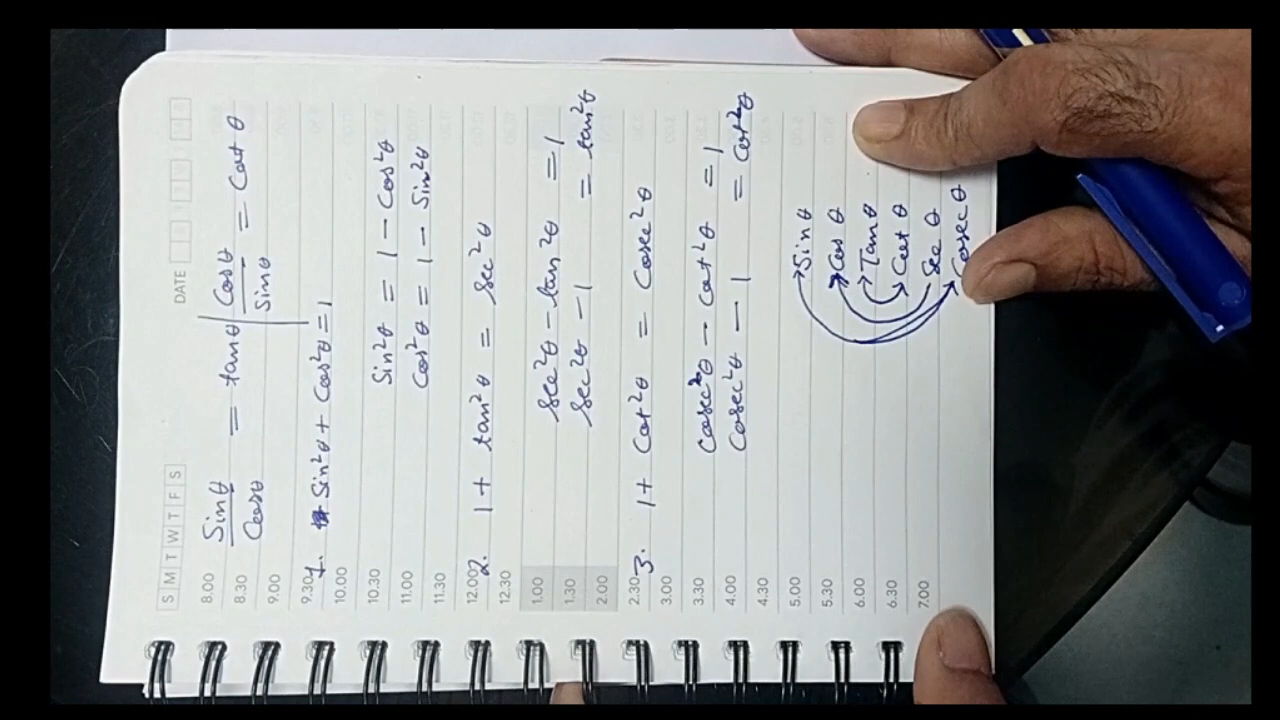 DATE
S M T W T F S
8.00
8.30
9.00
9.30
10.00
10.30
11.00
11.30
12.00
12.30
1.00
1.30
2.00
2.30
3.00
3.30
4.00
4.30
5.00
5.30
6.00
6.30
7.00
Sinθ/Cosθ = tanθ | Cosθ/Sinθ = Cot θ
1. Sin²θ + Cos²θ = 1
Sin²θ = 1 - Cos²θ
Cos²θ = 1 - Sin²θ
2. 1 + tan²θ = sec²θ
sec²θ - tan²θ = 1
sec²θ - 1 = tan²θ
3. 1 + Cot²θ = Cosec²θ
Cosec²θ - Cot²θ = 1
Cosec²θ - 1 = Cot²θ
Sin θ
Cos θ
Tan θ
Cot θ
Sec θ
Cosec θ